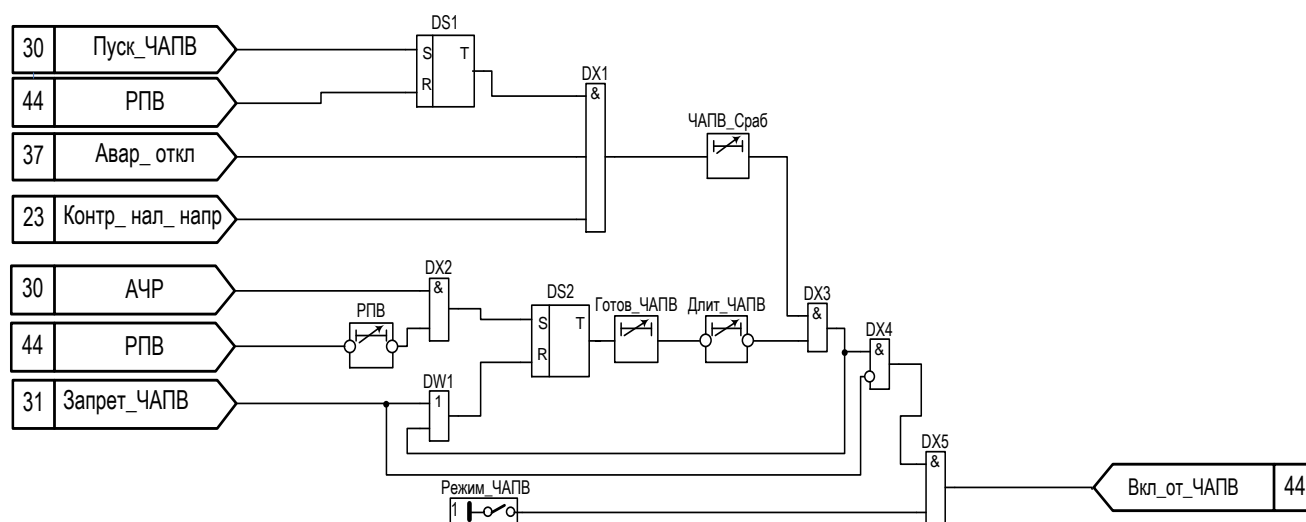 DS1
30 Пуск_ЧАПВ
S T
R
44 РПВ
DX1
&
37 Авар_ откл
ЧАПВ_Сраб
23 Контр_ нал_ напр
30 АЧР
DX2
&
РПВ
44 РПВ
DS2
S T
R
Готов_ЧАПВ
Длит_ЧАПВ
DX3
&
DX4
&
31 Запрет_ЧАПВ
DW1
1
DX5
&
Режим_ЧАПВ
1
Вкл_от_ЧАПВ 44